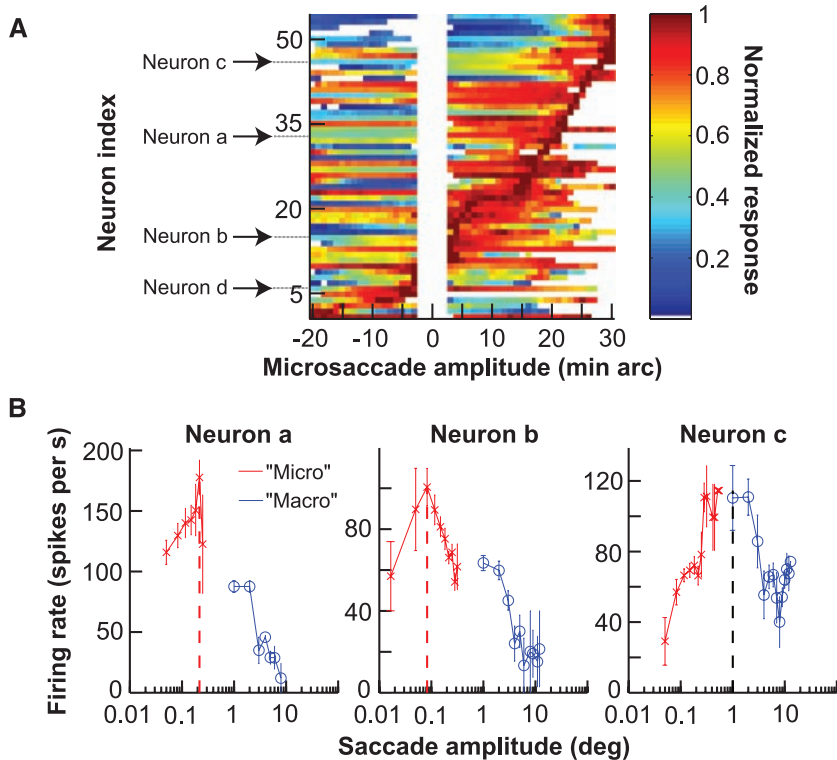 A
Neuron c
Neuron a
Neuron b
Neuron d
Neuron index
50
35
20
5
-20 -10 0 10 20 30
Microsaccade amplitude (min arc)
1
0.8
0.6
0.4
0.2
Normalized response
B
Neuron a
Neuron b
Neuron c
"Micro"
"Macro"
Firing rate (spikes per s)
200
150
100
50
0
80
40
0
120
80
40
0
0.01 0.1 1 10 100
0.01 0.1 1 10 100
0.01 0.1 1 10 100
Saccade amplitude (deg)